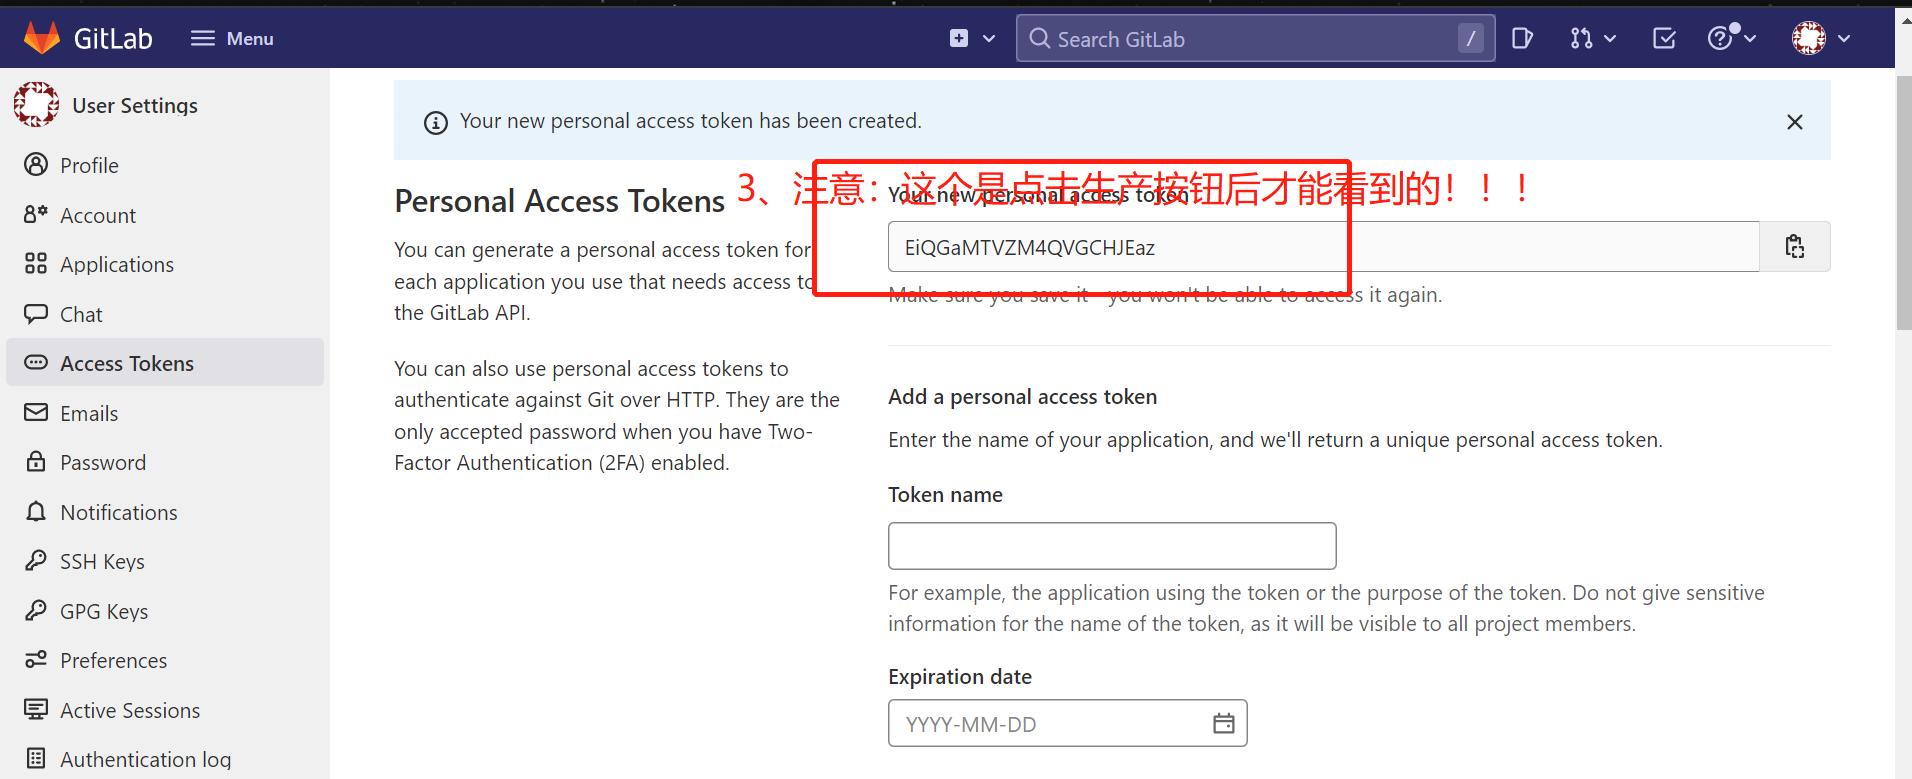 GitLab
Menu
Search GitLab
/
User Settings
Profile
Account
Applications
Chat
Access Tokens
Emails
Password
Notifications
SSH Keys
GPG Keys
Preferences
Active Sessions
Authentication log
Your new personal access token has been created.
3、注意：这个是点击生产按钮后才能看到的！！！
Personal Access Tokens
You can generate a personal access token for
each application you use that needs access to
the GitLab API.
You can also use personal access tokens to
authenticate against Git over HTTP. They are the
only accepted password when you have Two-
Factor Authentication (2FA) enabled.
Your new personal access token
EiQGaMTVZM4QVGCHJEaz
Make sure you save it - you won't be able to access it again.
Add a personal access token
Enter the name of your application, and we'll return a unique personal access token.
Token name
For example, the application using the token or the purpose of the token. Do not give sensitive
information for the name of the token, as it will be visible to all project members.
Expiration date
YYYY-MM-DD